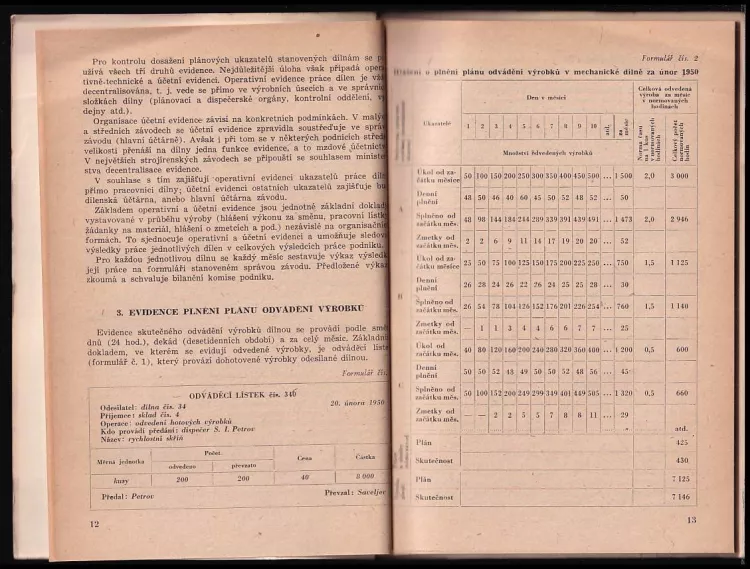 Pro kontrolu dosažení plánových ukazatelů stanovených dílnám se
užívá všech tří druhů evidence. Nejdůležitější úloha však připadá
tivně-technické a účetní evidenci. Operativní evidence práce dílen je
decentralisována, t. j. vede se přímo ve výrobních úsecích a ve
složkách dílny (plánovací a dispečerské orgány, kontrolní oddělení,
dejny atd.).
Organisace účetní evidence závisí na konkretních podmínkách. V
a středních závodech se účetní evidence zpravidla soustřeďuje ve
závodu (hlavní účtárně). Avšak i při tom se v některých podnicích
velikosti přenáší na dílny jedna funkce evidence, a to mzdové
V největších strojírenských závodech se připouští se souhlasem
stva decentralisace evidence.
V souhlase s tím zajišťují operativní evidenci ukazatelů práce
přímo pracovníci dílny; účetní evidenci ostatních ukazatelů zajišťuje
dílenská účtárna, anebo hlavní účtárna závodu.
Základem operativní a účetní evidence jsou jednotné základní
vystavované v průběhu výroby (hlášení výkonu za směnu, pracovní
žádanky na materiál, hlášení o zmetcích a pod.) nezávislé na
formách. To sjednocuje operativní a účetní evidenci a umožňuje
výsledky práce jednotlivých dílen v celkových výsledcích práce podniku.
Pro každou jednotlivou dílnu se každý měsíc sestavuje výkaz
její práce na formuláři stanoveném správou závodu. Předložené
zkoumá a schvaluje bilanční komise podniku.
3. EVIDENCE PLNĚNÍ PLÁNU ODVÁDĚNÍ VÝROBKŮ
Evidence skutečného odvádění výrobků dílnou se provádí podle
dnů (24 hod.), dekád (desetidenních období) a za celý měsíc.
dokladem, ve kterém se evidují odvedené výrobky, je odváděcí
(formulář č. 1), který provází dohotovené výrobky odesílané dílnou.
Formulář
ODVÁDĚCÍ LÍSTEK čís. 346
Odesílatel: dílna čís. 34
20. února 1950
Příjemce: sklad čís. 4
Operace: odvedení hotových výrobků
Kdo provádí předání: dispečer S. I. Petrov
Název: rychlostní skříň
Měrná jednotka Počet Cena Částka
odvedeno převzato
kusy 200 200 40 8 000
Předal: Petrov Převzal:
12
Formulář čís. 2
o plnění plánu odvádění výrobků v mechanické dílně za únor 1950
Ukazatelé Den v měsíci Celková odvedená výroba za měsíc v normovaných hodinách
1 2 3 4 5 6 7 8 9 10 atd. za měsíc Norma času na 1 kus v normovaných hodinách Celkový počet normovaných hodin
Množství odvedených výrobků
A
Úkol od začátku měsíce 50 100 150 200 250 300 350 400 450 500 ... 1 500 2,0 3 000
Denní plnění 48 50 46 40 60 45 50 52 48 52 ... 50
Splněno od začátku měs. 48 98 144 184 244 289 339 391 439 491 ... 1 473 2,0 2 946
Zmetky od začátku měs. 2 2 6 9 11 14 17 19 20 20 ... 52
B
Úkol od začátku měsíce 25 50 75 100 125 150 175 200 225 250 ... 750 1,5 1 125
Denní plnění 26 28 24 26 22 26 24 25 25 28 ... 30
Splněno od začátku měs. 26 54 78 104 126 152 176 201 226 254 ... 760 1,5 1 140
Zmetky od začátku měs. — 1 1 3 4 4 6 6 7 7 ... 25
C
Úkol od začátku měs. 40 80 120 160 200 240 280 320 360 400 ... 1 200 0,5 600
Denní plnění 50 50 52 48 49 50 50 52 48 56 ... 45
Splněno od začátku měs. 50 100 152 200 249 299 349 401 449 505 ... 1 320 0,5 660
Zmetky od začátku měs. — — 2 2 5 5 7 8 8 11 ... 29
atd.
Plán 425
Skutečnost 430
Plán 7 125
Skutečnost 7 146
13